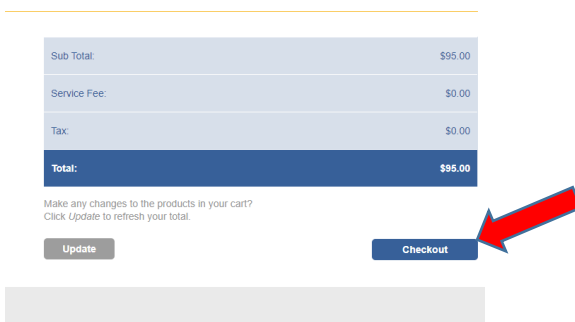 Sub Total: $95.00
Service Fee: $0.00
Tax: $0.00
Total: $95.00
Make any changes to the products in your cart?
Click Update to refresh your total.
Update Checkout